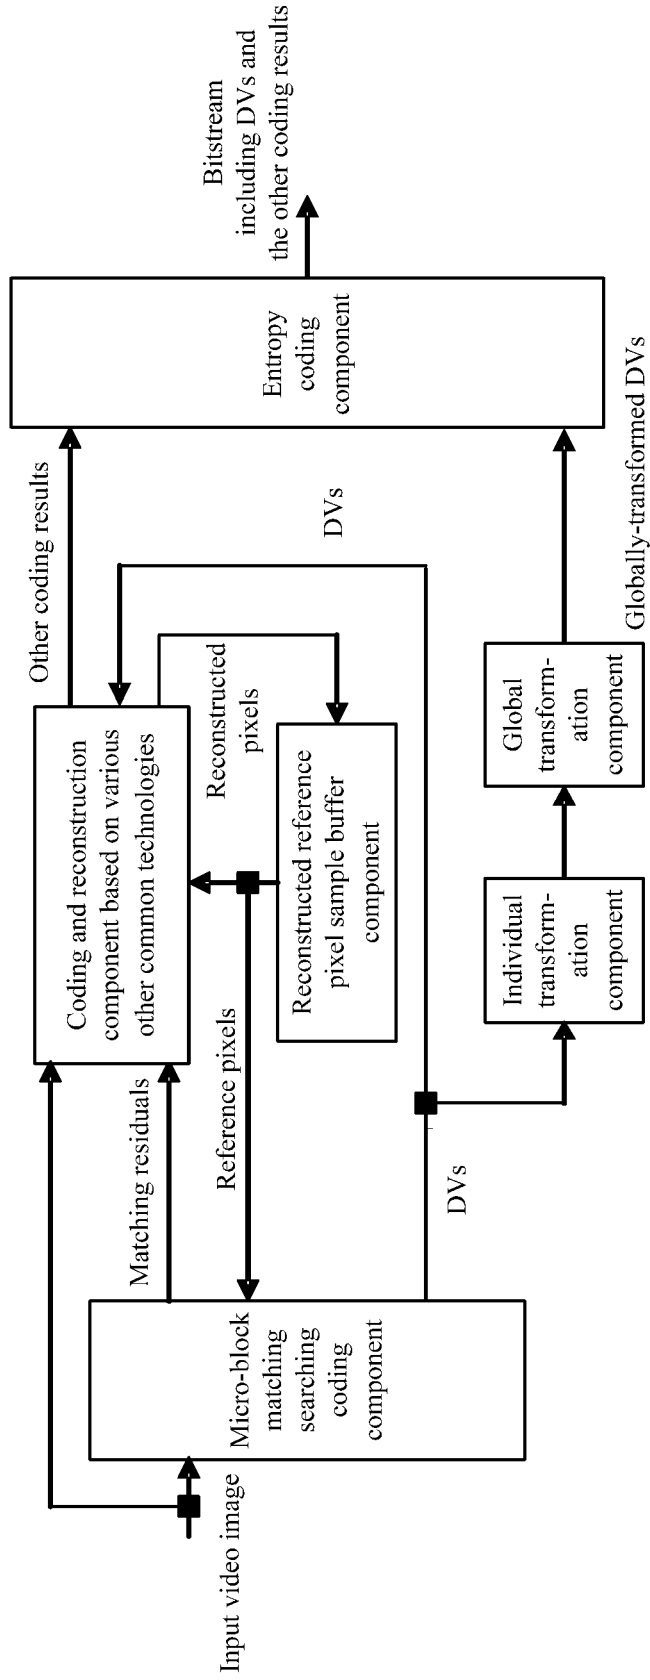 Input video image
Micro-block
matching
searching
coding
component
Matching residuals
Reference pixels
DVs
Coding and reconstruction
component based on various
other common technologies
Reconstructed
pixels
Reconstructed reference
pixel sample buffer
component
Individual
transform-
ation
component
Global
transform-
ation
component
Other coding results
DVs
Globally-transformed DVs
Entropy
coding
component
Bitstream
including DVs and
the other coding results